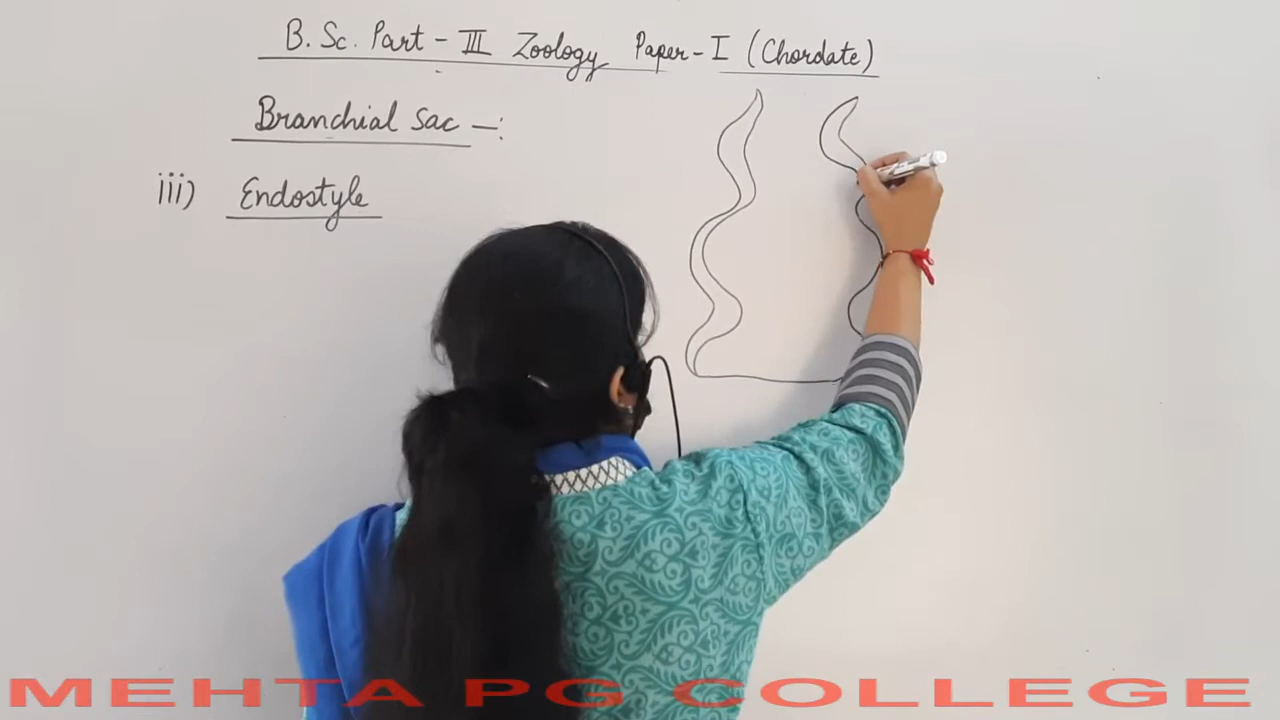 B.Sc. Part - III Zoology Paper - I (Chordate)
Branchial Sac -:
iii) Endostyle
MEHTA PG COLLEGE